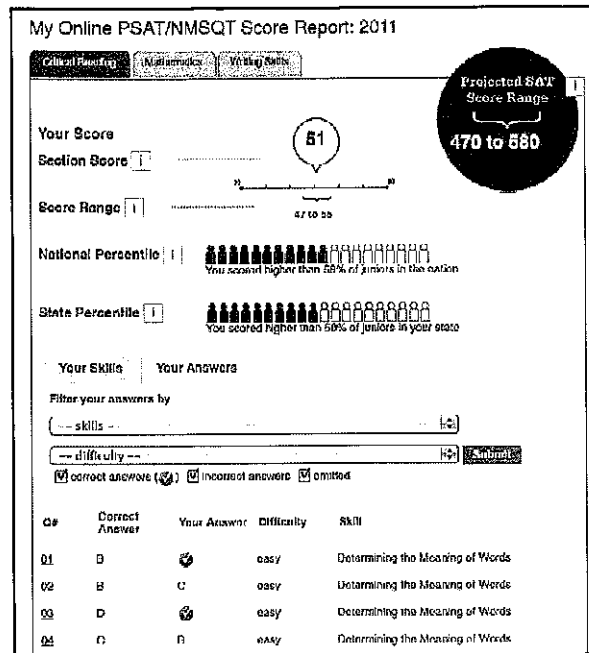 My Online PSAT/NMSQT Score Report: 2011
Critical Reading
Mathematics
Writing Skills
Projected SAT
Score Range
470 to 580
i
Your Score
Section Score i
51
20
80
Score Range i
47 to 55
National Percentile i
You scored higher than 58% of juniors in the nation
State Percentile i
You scored higher than 50% of juniors in your state
Your Skills
Your Answers
Filter your answers by
-- skills --
-- difficulty --
Submit
correct answers ( ) incorrect answers omitted
Q# Correct Answer Your Answer Difficulty Skill
01 B easy Determining the Meaning of Words
02 B C easy Determining the Meaning of Words
03 D easy Determining the Meaning of Words
04 C B easy Determining the Meaning of Words